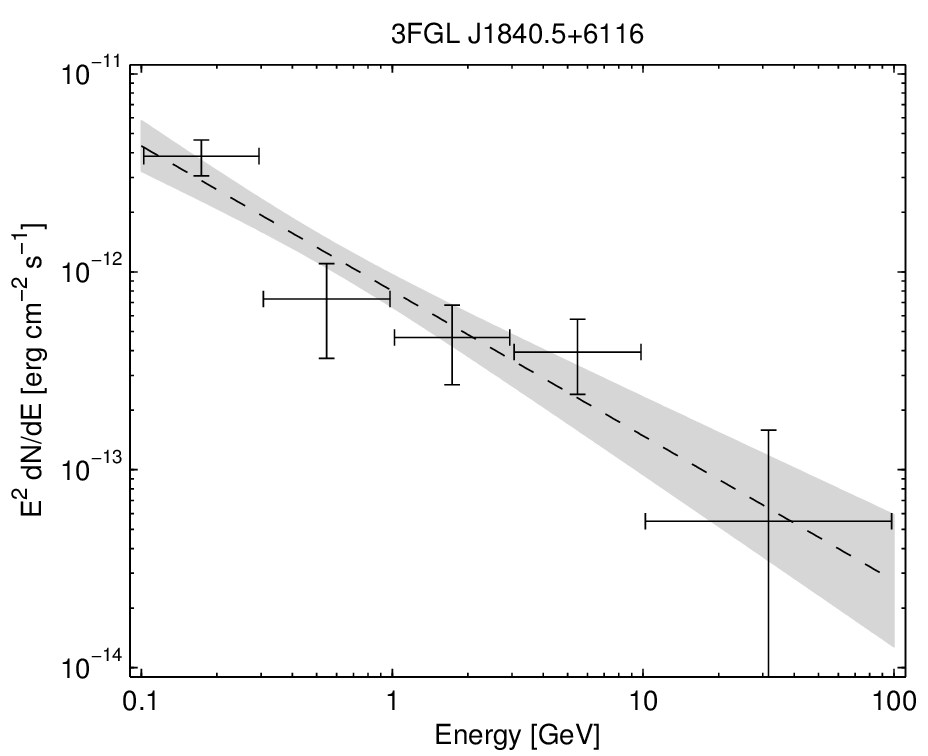 3FGL J1840.5+6116
10⁻¹¹
10⁻¹²
10⁻¹³
10⁻¹⁴
E² dN/dE [erg cm⁻² s⁻¹]
0.1 1 10 100
Energy [GeV]